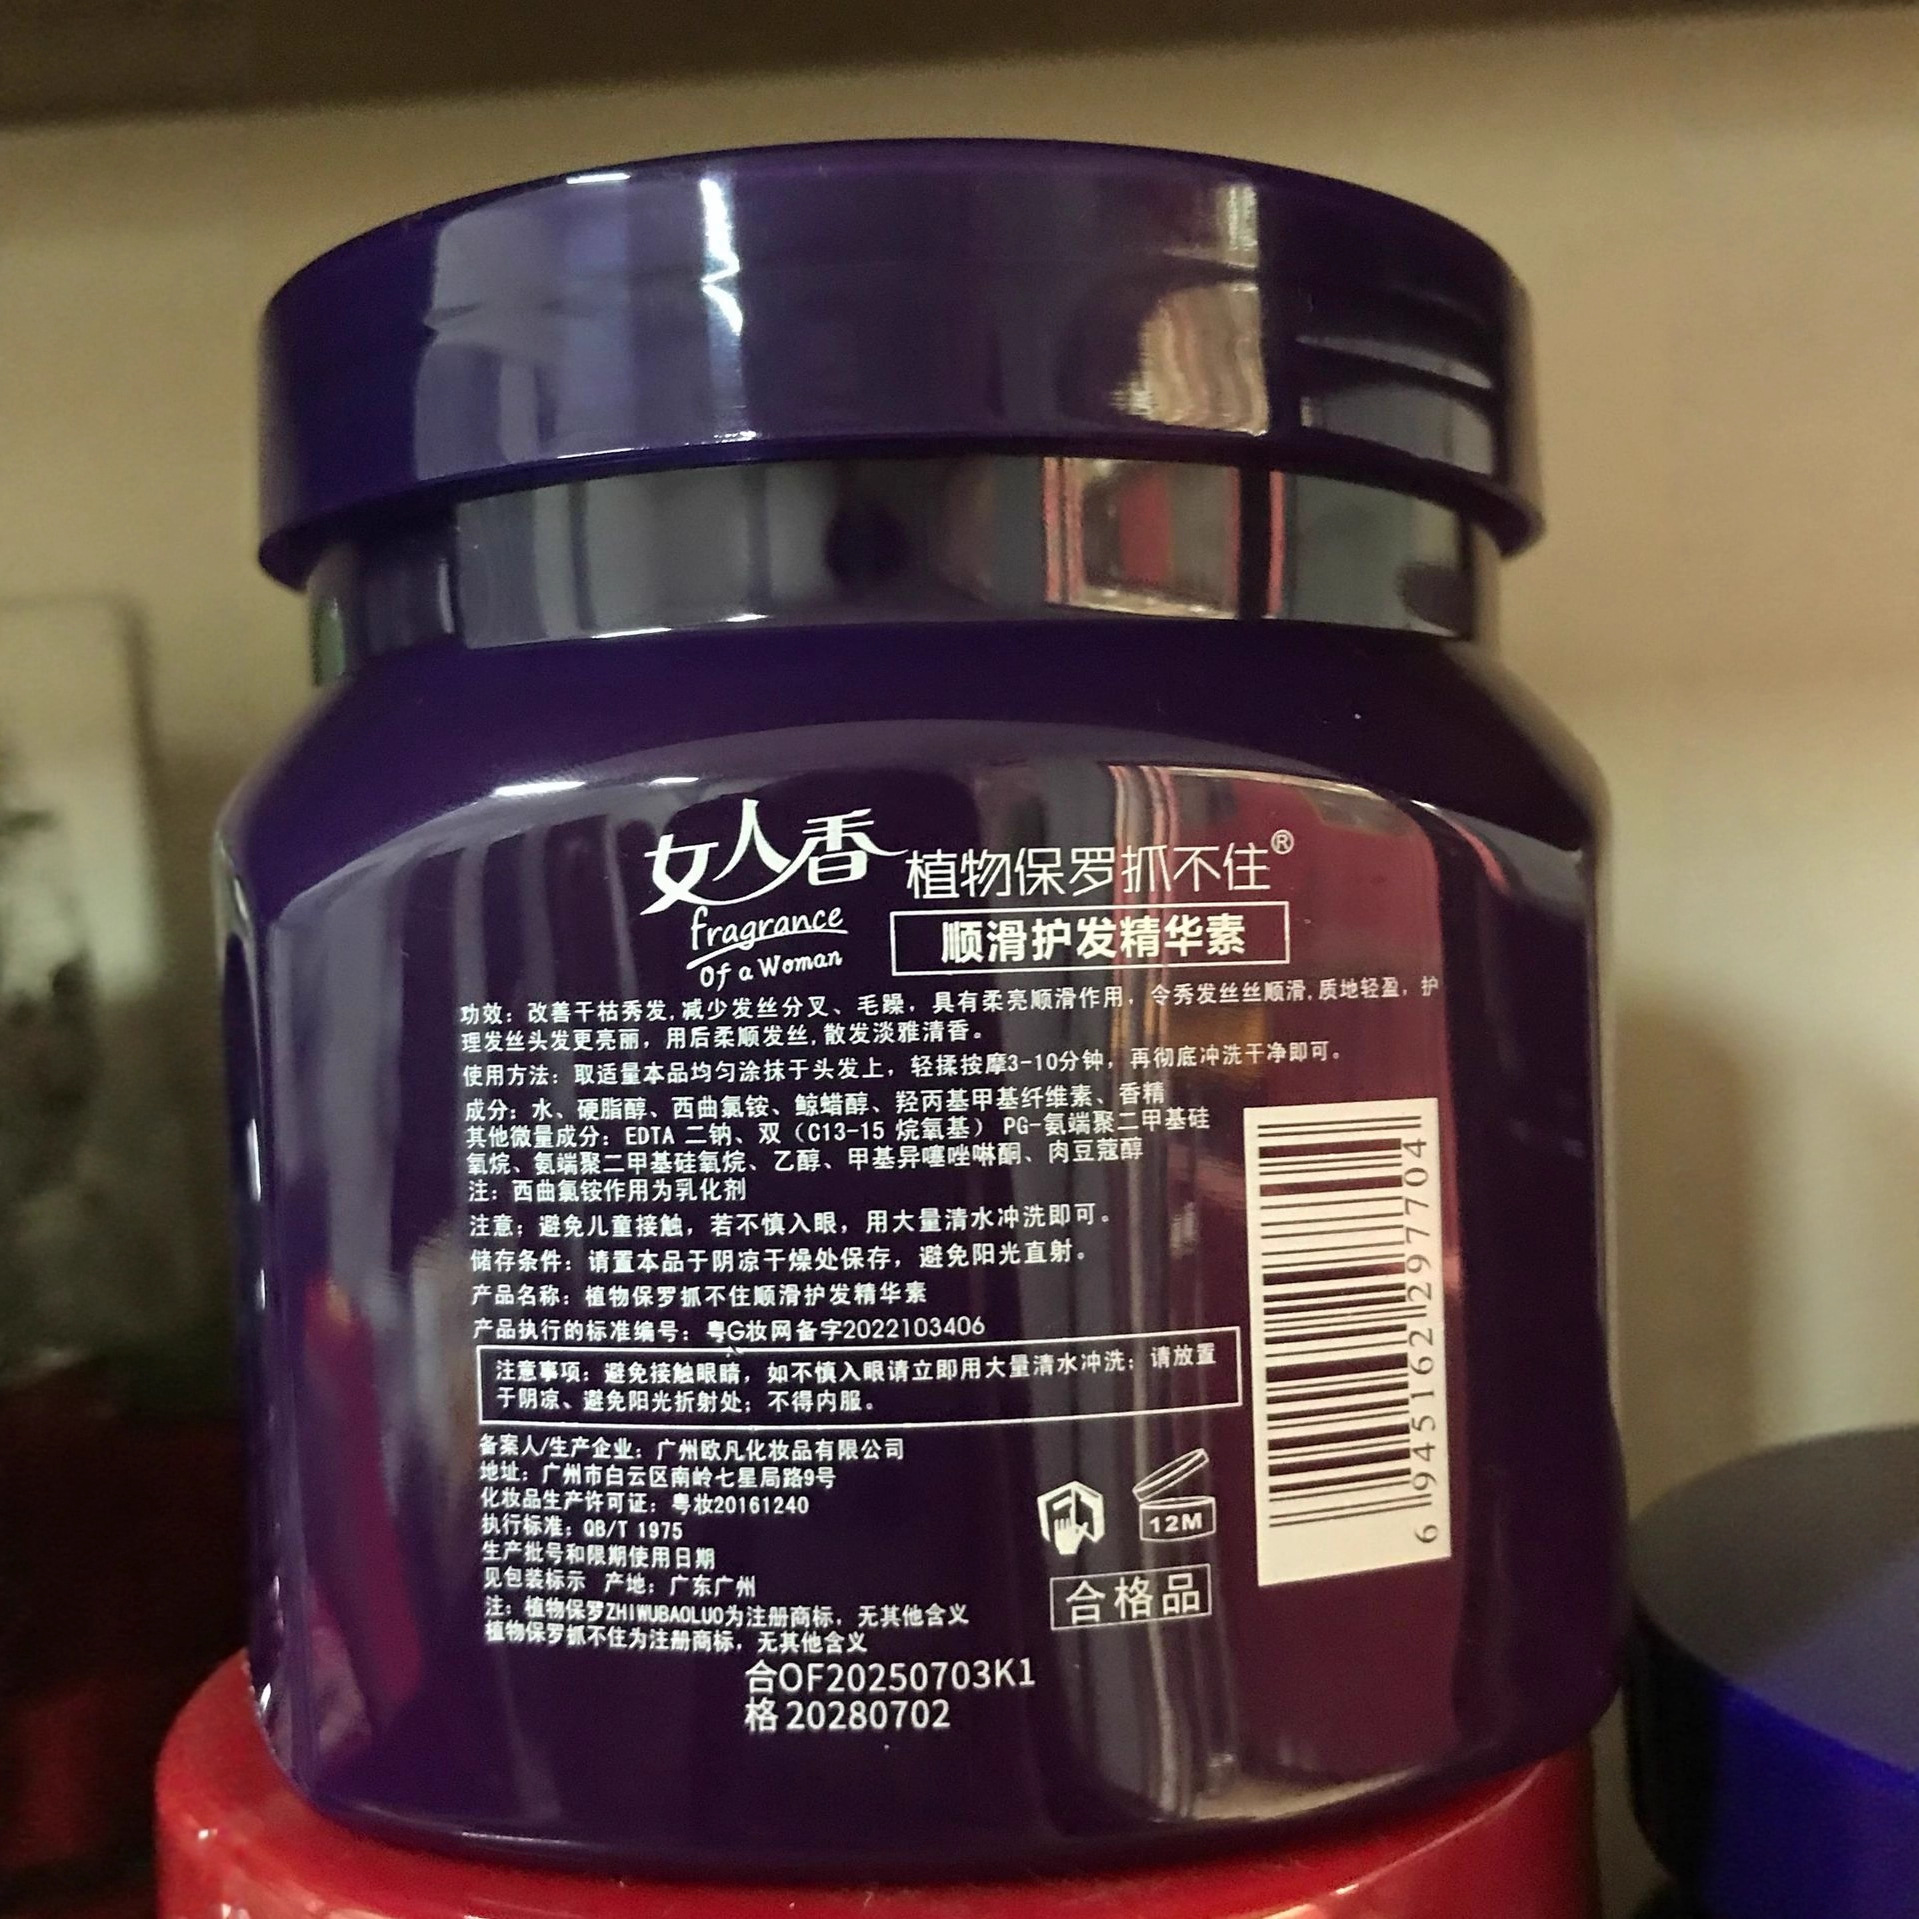 女人香
fragrance
Of a Woman
植物保罗抓不住®
顺滑护发精华素
功效：改善干枯秀发,减少发丝分叉、毛躁，具有柔亮顺滑作用，令秀发丝丝顺滑,质地轻盈，护
理发丝头发更亮丽，用后柔顺发丝,散发淡雅清香。
使用方法：取适量本品均匀涂抹于头发上，轻揉按摩3-10分钟，再彻底冲洗干净即可。
成分：水、硬脂醇、西曲氯铵、鲸蜡醇、羟丙基甲基纤维素、香精
其他微量成分：EDTA 二钠、双（C13-15 烷氧基） PG-氨端聚二甲基硅
氧烷、氨端聚二甲基硅氧烷、乙醇、甲基异噻唑啉酮、肉豆蔻醇
注：西曲氯铵作用为乳化剂
注意：避免儿童接触，若不慎入眼，用大量清水冲洗即可。
储存条件：请置本品于阴凉干燥处保存，避免阳光直射。
产品名称：植物保罗抓不住顺滑护发精华素
产品执行的标准编号：粤G妆网备字2022103406
注意事项：避免接触眼睛，如不慎入眼请立即用大量清水冲洗；请放置
于阴凉、避免阳光折射处；不得内服。
备案人/生产企业：广州欧凡化妆品有限公司
地址：广州市白云区南岭七星局路9号
化妆品生产许可证：粤妆20161240
执行标准：QB/T 1975
生产批号和限期使用日期
见包装标示 产地：广东广州
注：植物保罗ZHIWUBAOLUO为注册商标，无其他含义
植物保罗抓不住为注册商标，无其他含义
12M
合格品
6945162297704
合OF20250703K1
格20280702